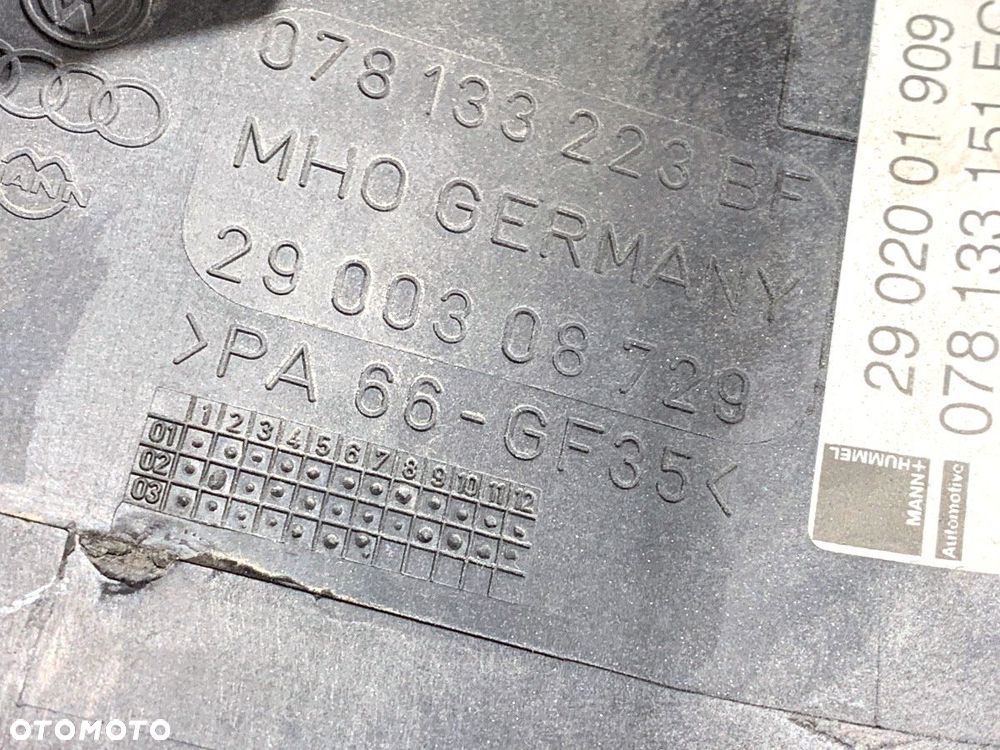 078 133 223 BF
MHO GERMANY
29 003 08 729
>PA 66-GF35<
1 2 3 4 5 6 7 8 9 10 11 12
01
02
03
MANN
29 020 01 909
078 133 151
MANN+
HUMMEL
Automotive
OTOMOTO